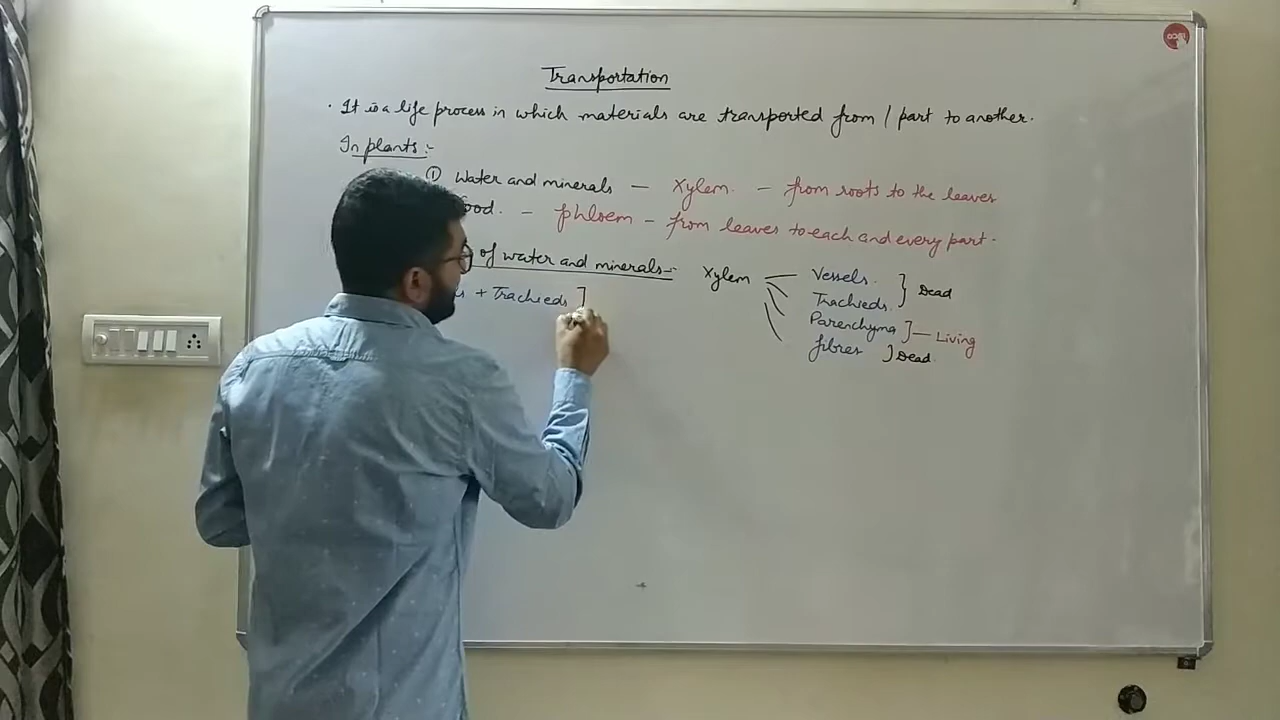 Transportation
· It is a life process in which materials are transported from 1 part to another.
In plants :-
① Water and minerals — Xylem. — from roots to the leaves
food. — phloem — from leaves to each and every part.
of water and minerals:- Xylem Vessels. ] Dead
+ Trachieds ] Trachieds
Parenchyma ] — Living
fibres ] Dead